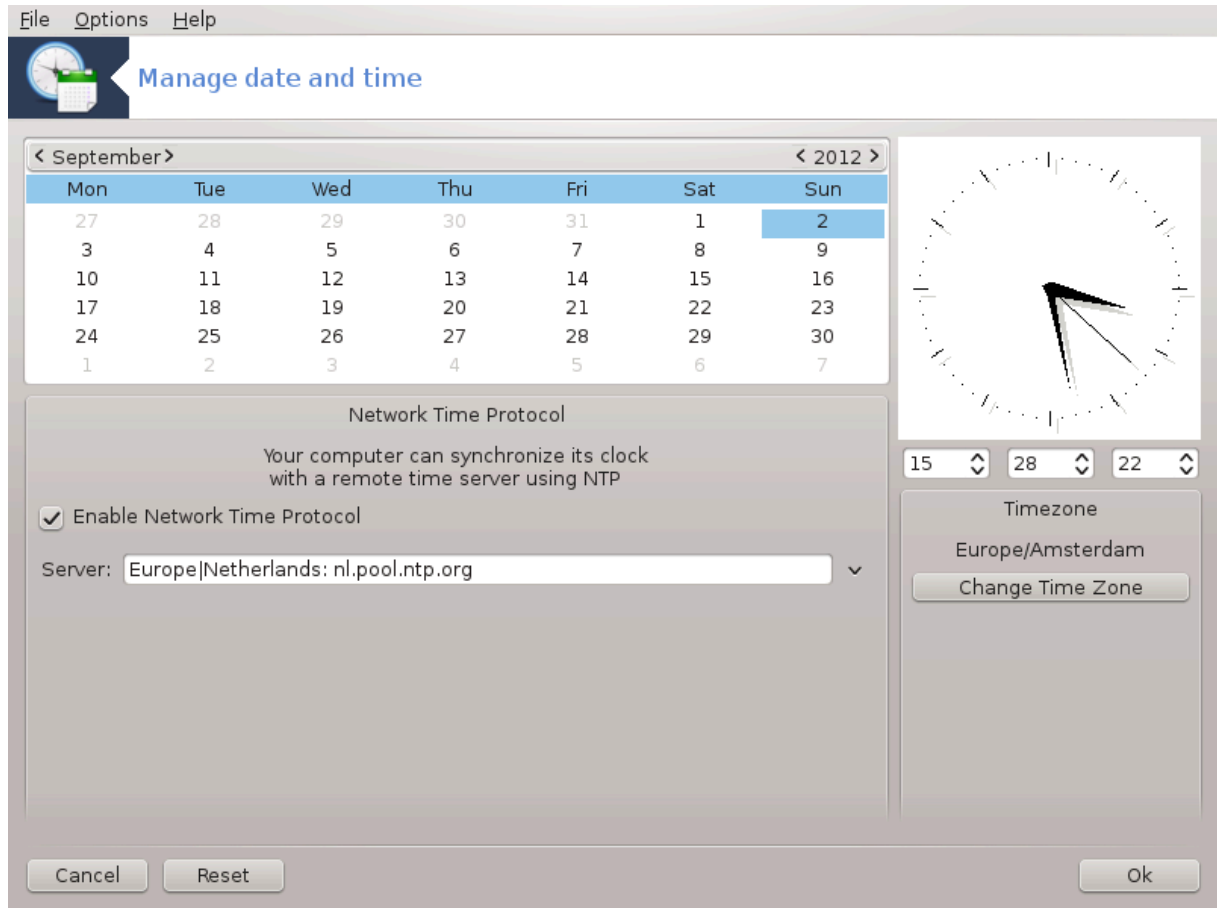 File Options Help
Manage date and time
< September > < 2012 >
Mon Tue Wed Thu Fri Sat Sun
27 28 29 30 31 1 2
3 4 5 6 7 8 9
10 11 12 13 14 15 16
17 18 19 20 21 22 23
24 25 26 27 28 29 30
1 2 3 4 5 6 7
Network Time Protocol
Your computer can synchronize its clock
with a remote time server using NTP
Enable Network Time Protocol
Server: Europe|Netherlands: nl.pool.ntp.org
15 28 22
Timezone
Europe/Amsterdam
Change Time Zone
Cancel Reset Ok